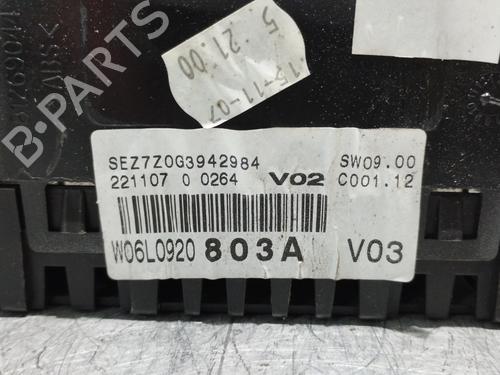 B-PARTS
>ABS<
5 21:00
15-11-07
SEZ7Z0G3942984 SW09.00
221107 0 0264 V02 C001.12
W06L0920 803A V03